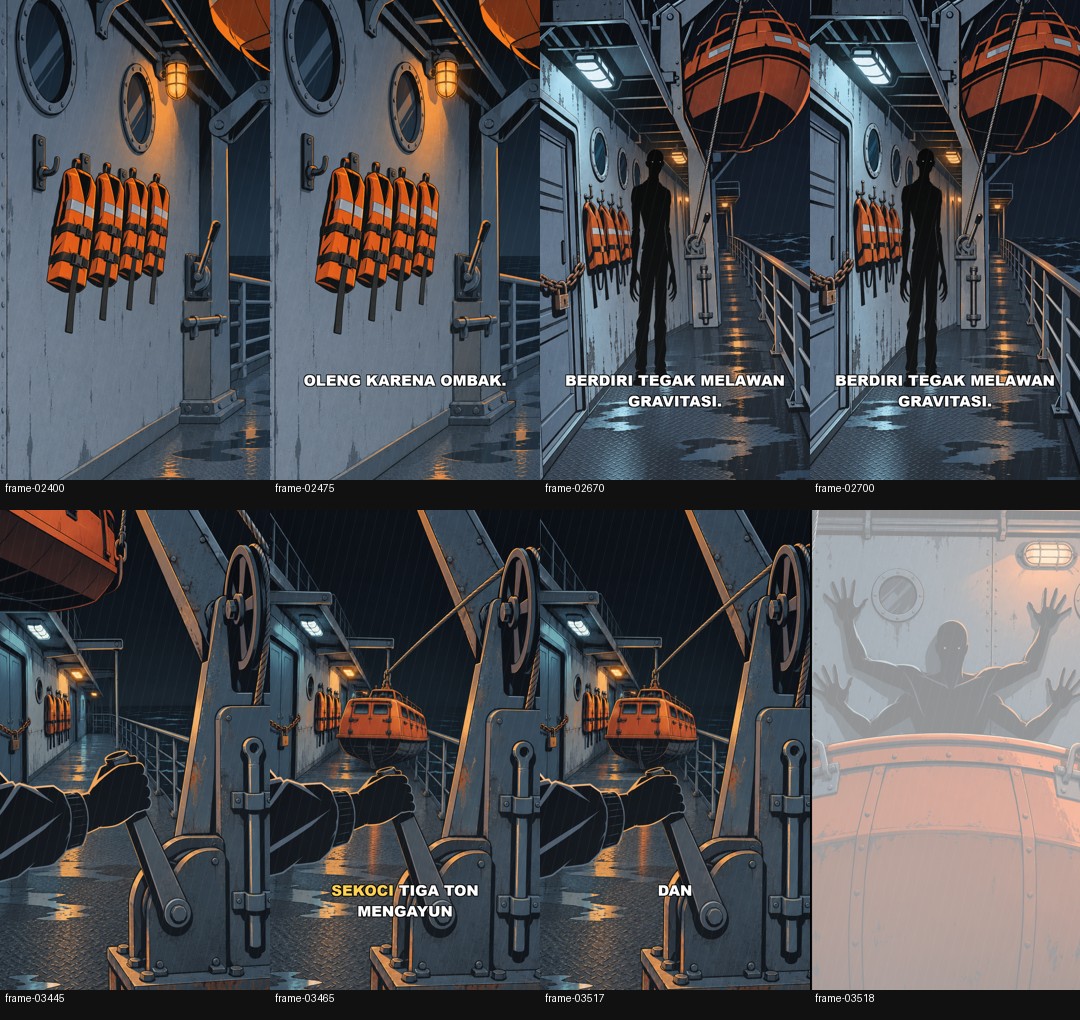 OLENG KARENA OMBAK.
BERDIRI TEGAK MELAWAN
GRAVITASI.
BERDIRI TEGAK MELAWAN
GRAVITASI.
frame-02400
frame-02475
frame-02670
frame-02700
SEKOCI TIGA TON
MENGAYUN
DAN
frame-03445
frame-03465
frame-03517
frame-03518